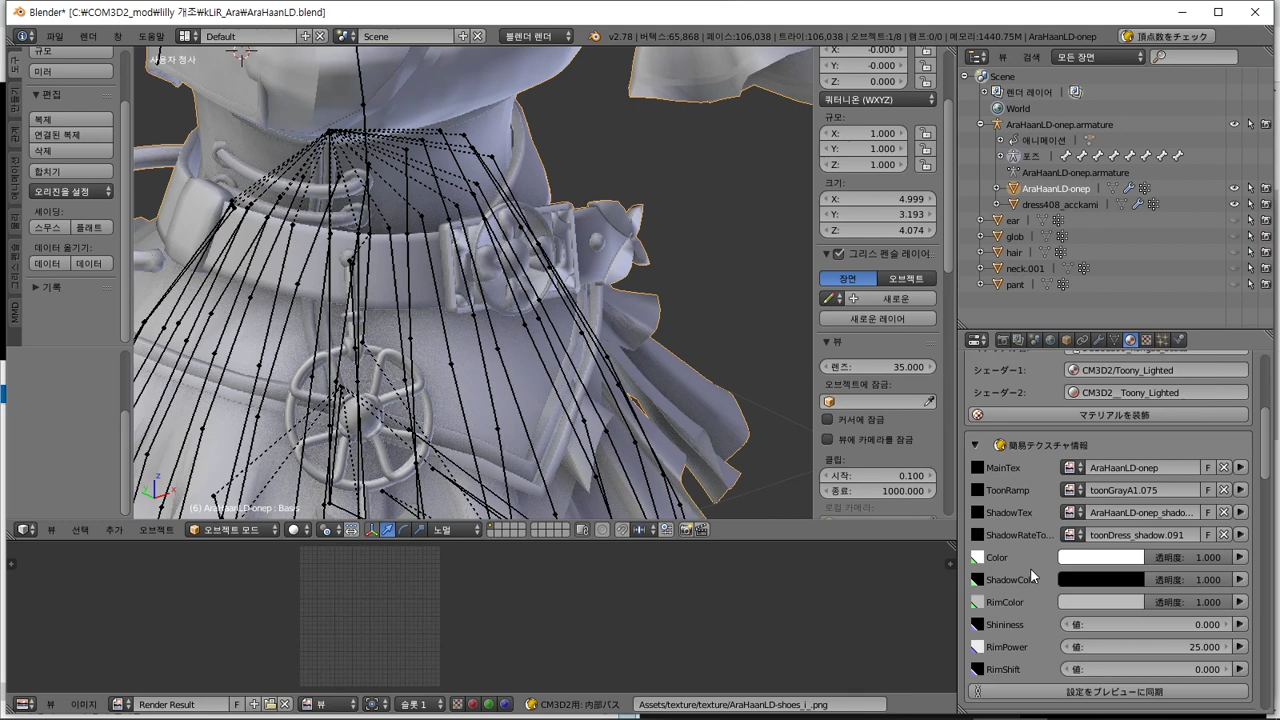 Blender* [C:₩COM3D2_mod₩lilly 개조₩kLiR_Ara₩AraHaanLD.blend]
파일 렌더 창 도움말 Default Scene 블렌더 렌더 v2.78 | 버텍스:65,868 | 페이스:106,038 | 트라이:106,038 | 오브젝트:1/8 | 램프:0/0 | 메모리:1440.75M | AraHaanLD-onep 頂点数をチェック
규모
미러
편집
복제
연결된 복제
삭제
합치기
오리진을 설정
셰이딩:
스무스 플래트
데이터 옮기기:
데이터 데이터
기록
MMD
사용자 청사
(6) AraHaanLD-onep : Basis
X: -0.000
Y: -0.000
Z: 0.000
쿼터니온 (WXYZ)
규모:
X: 1.000
Y: 1.000
Z: 1.000
크기:
X: 4.999
Y: 3.193
Z: 4.074
그리스 펜슬 레이어..
장면 오브젝트
새로운
새로운 레이어
뷰
렌즈: 35.000
오브젝트에 잠금:
커서에 잠금
뷰에 카메라를 잠금
클립:
시작: 0.100
종료: 1000.000
로컬 카메라:
뷰 선택 추가 오브젝트 오브젝트 모드 노멀
뷰 검색 모든 장면
Scene
렌더 레이어 |
World
AraHaanLD-onep.armature
애니메이션 |
포즈 |
AraHaanLD-onep.armature
AraHaanLD-onep |
dress408_acckami |
ear |
glob |
hair |
neck.001 |
pant |
シェーダー1: CM3D2/Toony_Lighted
シェーダー2: CM3D2__Toony_Lighted
マテリアルを装飾
簡易テクスチャ情報
MainTex AraHaanLD-onep F
ToonRamp toonGrayA1.075 F
ShadowTex AraHaanLD-onep_shado... F
ShadowRateTo... toonDress_shadow.091 F
Color 透明度: 1.000
ShadowCol 透明度: 1.000
RimColor 透明度: 1.000
Shininess 値: 0.000
RimPower 値: 25.000
RimShift 値: 0.000
設定をプレビューに同期
뷰 이미지 Render Result F 뷰 슬롯 1 CM3D2用: 内部パス Assets/texture/texture/AraHaanLD-shoes_i_.png